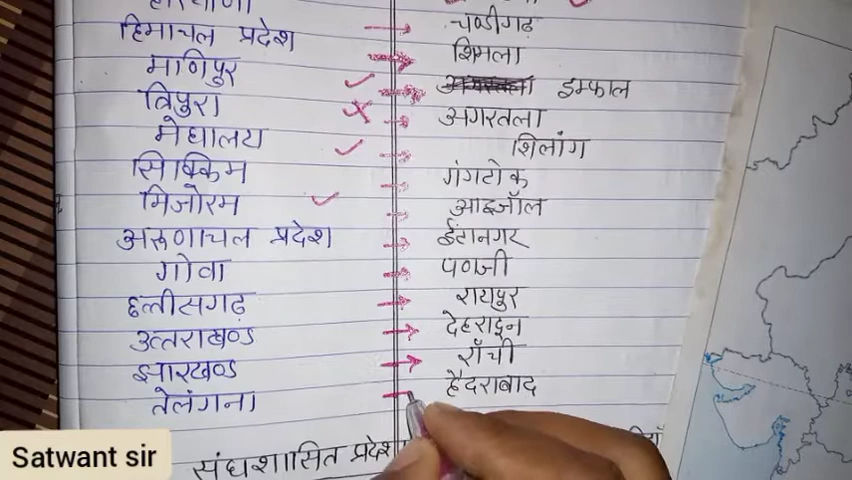 हरियाणा चण्डीगढ़
हिमाचल प्रदेश → शिमला
मणिपुर → इम्फाल
त्रिपुरा → अगरतला
मेघालय → शिलांग
सिक्किम → गंगटोक
मिजोरम → आइजॉल
अरूणाचल प्रदेश → ईटानगर
गोवा → पणजी
छत्तीसगढ़ → रायपुर
उत्तराखण्ड → देहरादून
झारखण्ड → राँची
तेलंगना हैदराबाद
संघशासित प्रदेश
Satwant sir